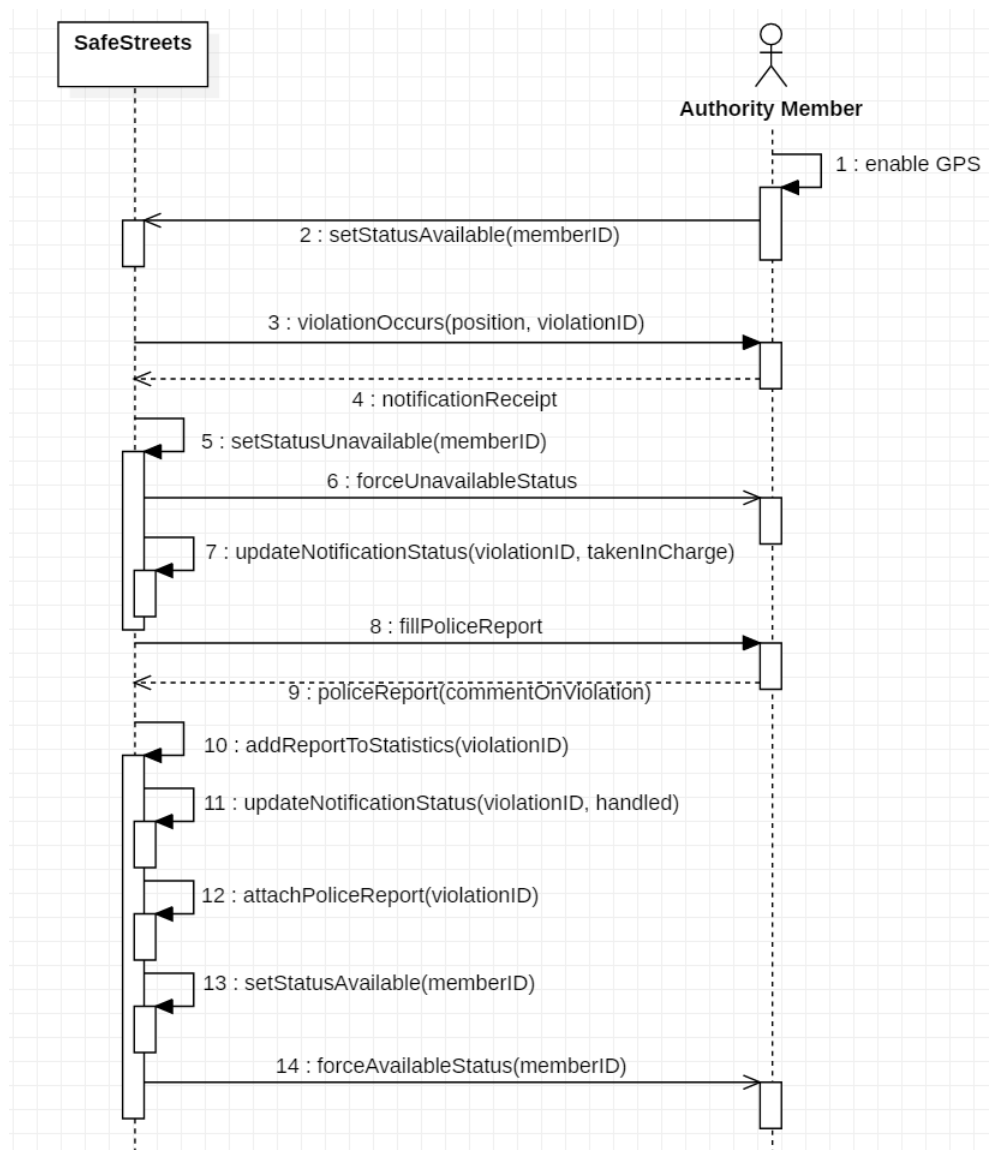 SafeStreets
Authority Member
1 : enable GPS
2 : setStatusAvailable(memberID)
3 : violationOccurs(position, violationID)
4 : notificationReceipt
5 : setStatusUnavailable(memberID)
6 : forceUnavailableStatus
7 : updateNotificationStatus(violationID, takenInCharge)
8 : fillPoliceReport
9 : policeReport(commentOnViolation)
10 : addReportToStatistics(violationID)
11 : updateNotificationStatus(violationID, handled)
12 : attachPoliceReport(violationID)
13 : setStatusAvailable(memberID)
14 : forceAvailableStatus(memberID)